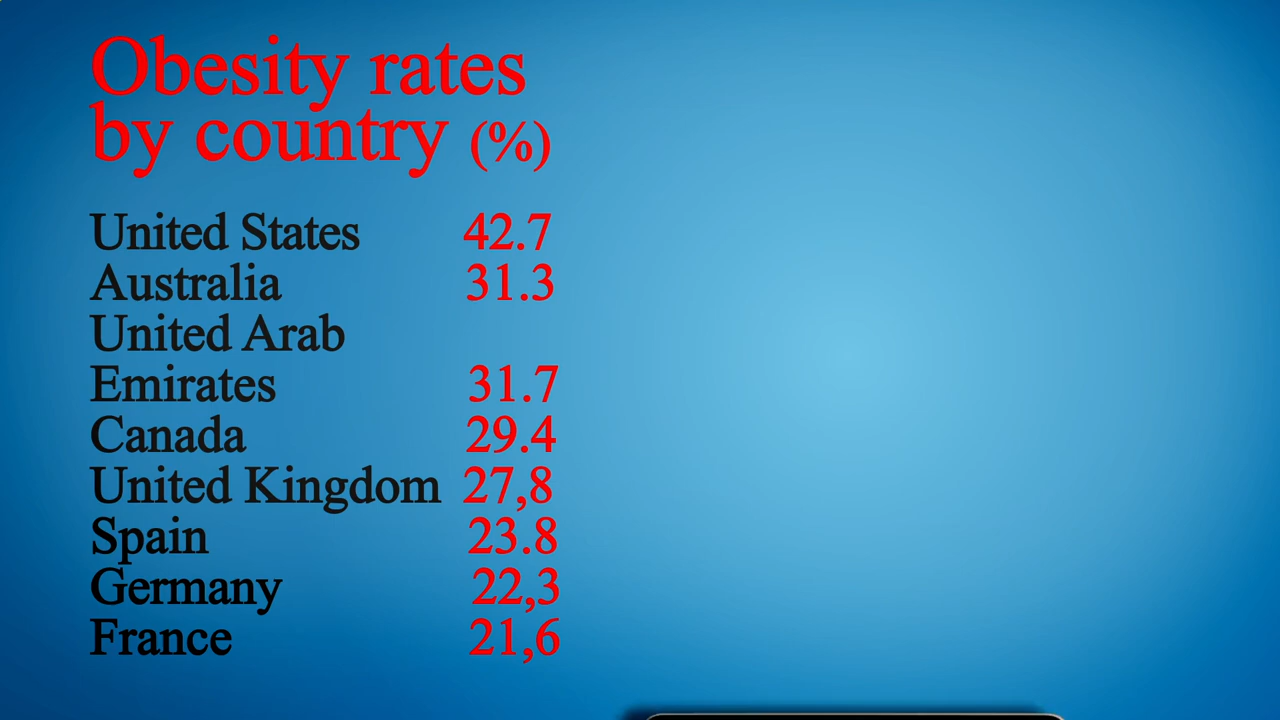 Obesity rates
by country (%)
United States 42.7
Australia 31.3
United Arab
Emirates 31.7
Canada 29.4
United Kingdom 27,8
Spain 23.8
Germany 22,3
France 21,6